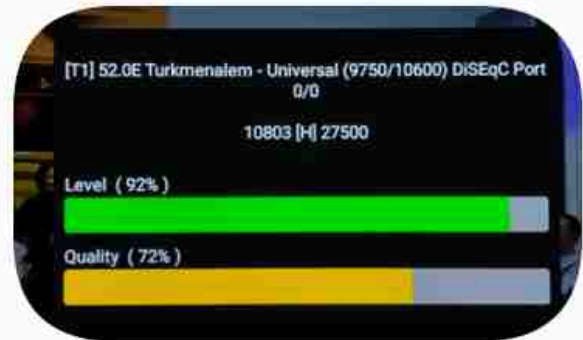 [T1] 52.0E Turkmenalem - Universal (9750/10600) DiSEqC Port
0/0
10803 [H] 27500
Level ( 92% )
Quality ( 72% )